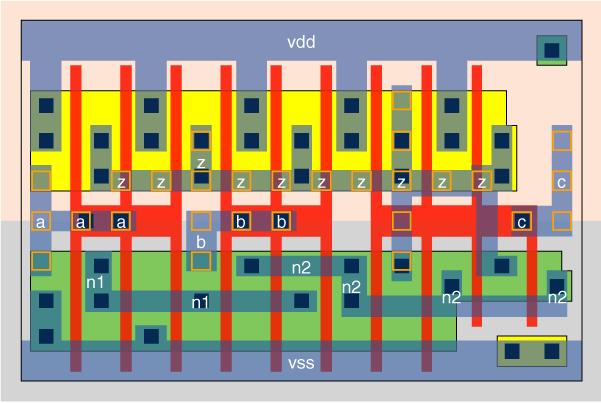 vdd
z
z z z z z z z z z
c
a a a b b c
b
n2
n1 n2 n2 n2
n1
vss